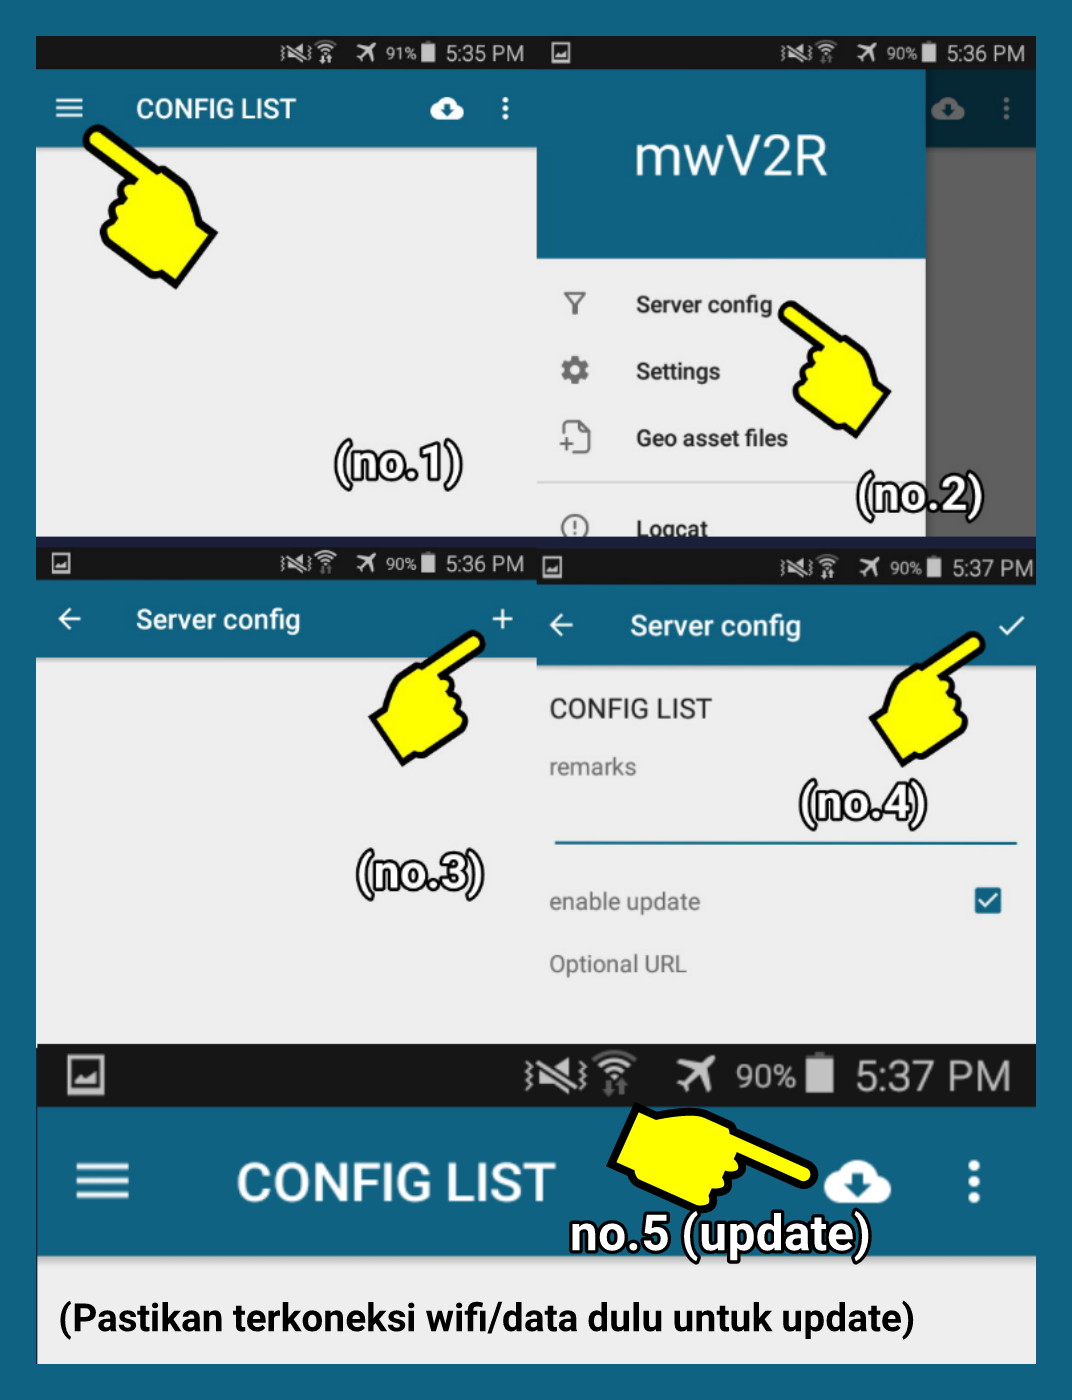 91% 5:35 PM
CONFIG LIST
(no.1)
90% 5:36 PM
mwV2R
Server config
Settings
Geo asset files
(no.2)
Logcat
90% 5:36 PM
Server config
(no.3)
90% 5:37 PM
Server config
CONFIG LIST
remarks
(no.4)
enable update
Optional URL
90% 5:37 PM
CONFIG LIST
no.5 (update)
(Pastikan terkoneksi wifi/data dulu untuk update)